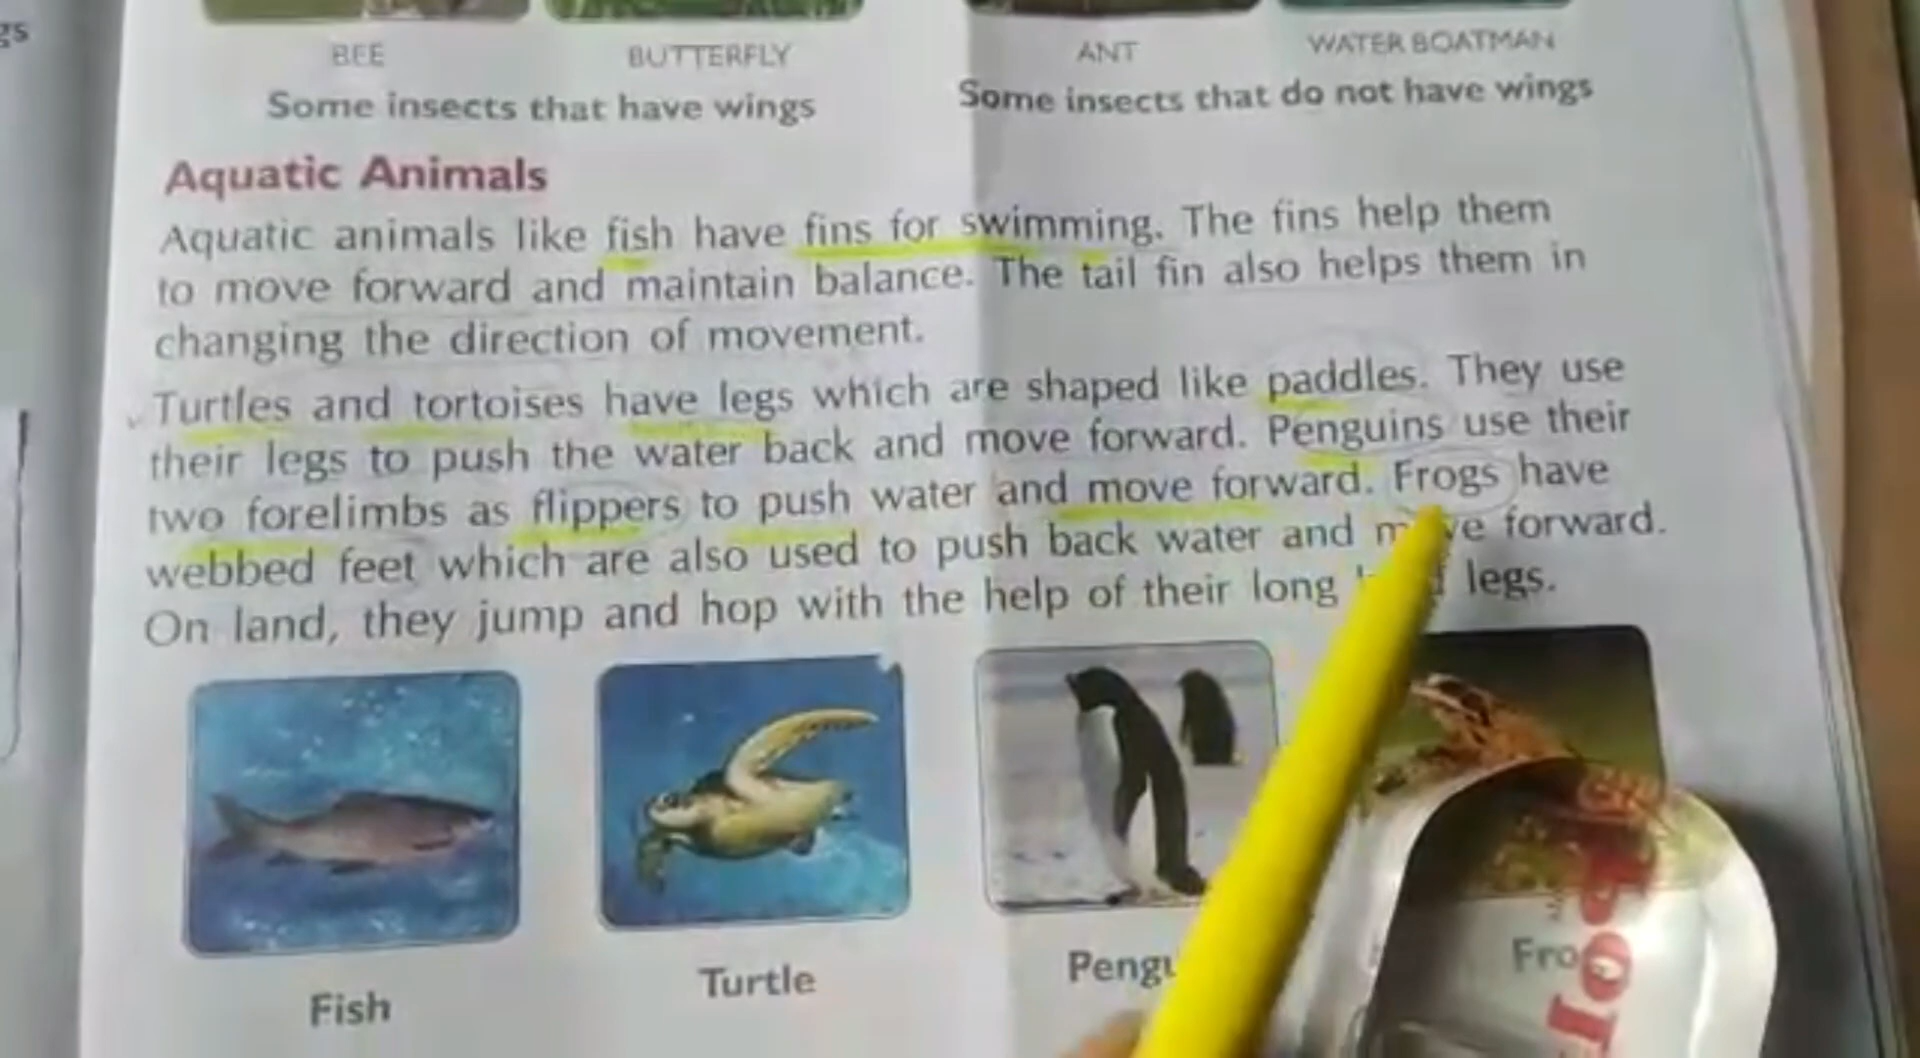 gs
BEE BUTTERFLY ANT WATER BOATMAN
Some insects that have wings Some insects that do not have wings
Aquatic Animals
Aquatic animals like fish have fins for swimming. The fins help them
to move forward and maintain balance. The tail fin also helps them in
changing the direction of movement.
Turtles and tortoises have legs which are shaped like paddles. They use
their legs to push the water back and move forward. Penguins use their
two forelimbs as flippers to push water and move forward. Frogs have
webbed feet which are also used to push back water and forward.
On land, they jump and hop with the help of their long legs.
Fish Turtle Pengu Fro